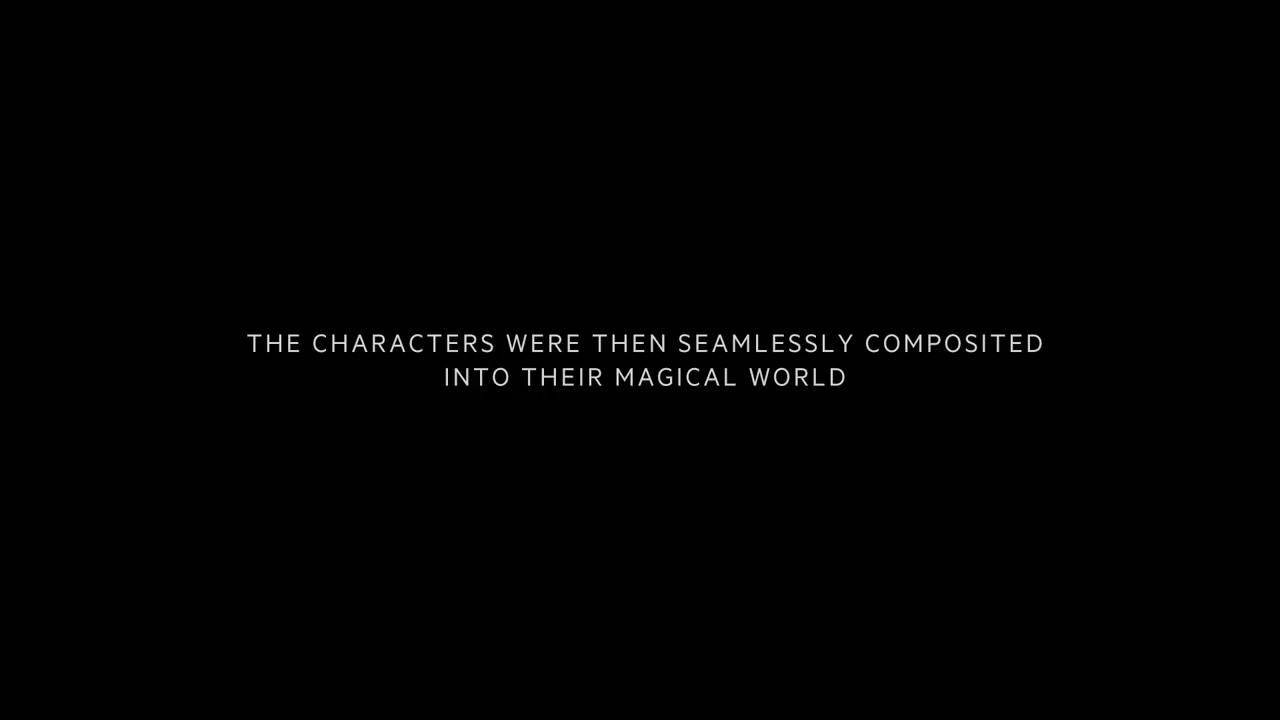 THE CHARACTERS WERE THEN SEAMLESSLY COMPOSITED
INTO THEIR MAGICAL WORLD